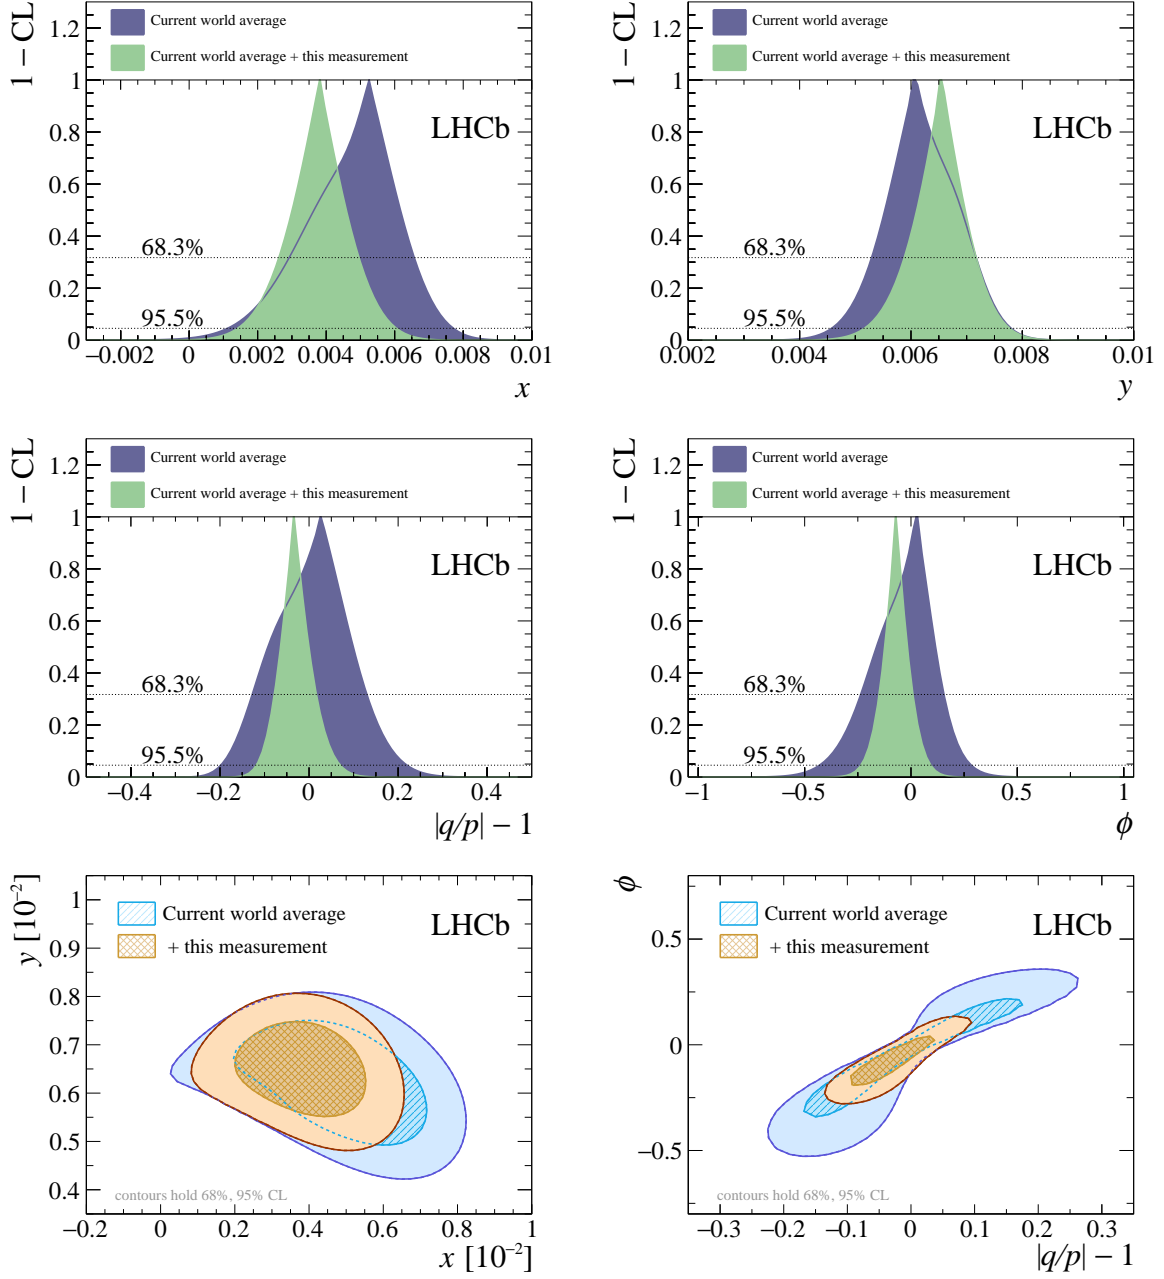 1 − CL
Current world average
Current world average + this measurement
LHCb
68.3%
95.5%
1.2
1
0.8
0.6
0.4
0.2
0
−0.002 0 0.002 0.004 0.006 0.008 0.01
x
1 − CL
Current world average
Current world average + this measurement
LHCb
68.3%
95.5%
1.2
1
0.8
0.6
0.4
0.2
0
0.002 0.004 0.006 0.008 0.01
y
1 − CL
Current world average
Current world average + this measurement
LHCb
68.3%
95.5%
1.2
1
0.8
0.6
0.4
0.2
0
−0.4 −0.2 0 0.2 0.4
|q/p| − 1
1 − CL
Current world average
Current world average + this measurement
LHCb
68.3%
95.5%
1.2
1
0.8
0.6
0.4
0.2
0
−1 −0.5 0 0.5 1
ϕ
y [10⁻²]
Current world average
+ this measurement
LHCb
1
0.9
0.8
0.7
0.6
0.5
0.4
contours hold 68%, 95% CL
−0.2 0 0.2 0.4 0.6 0.8 1
x [10⁻²]
ϕ
Current world average
+ this measurement
LHCb
0.5
0
−0.5
contours hold 68%, 95% CL
−0.3 −0.2 −0.1 0 0.1 0.2 0.3
|q/p| − 1